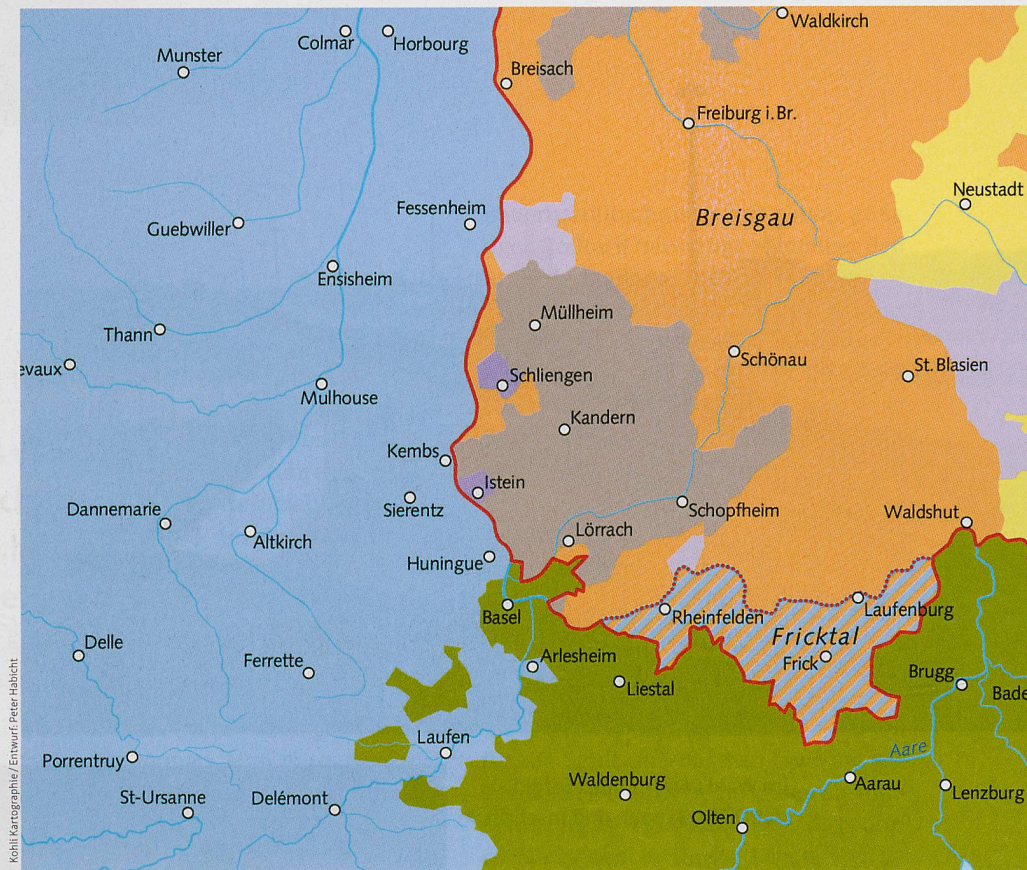 Waldkirch
Colmar
Horbourg
Munster
Breisach
Freiburg i. Br.
Neustadt
Fessenheim
Breisgau
Guebwiller
Ensisheim
Müllheim
Thann
Schönau
St. Blasien
evaux
Schliengen
Mulhouse
Kandern
Kembs
Istein
Sierentz
Schopfheim
Dannemarie
Waldshut
Lörrach
Altkirch
Huningue
Basel
Rheinfelden
Laufenburg
Fricktal
Delle
Ferrette
Arlesheim
Frick
Liestal
Brugg
Bade
Laufen
Aare
Porrentruy
Waldenburg
Aarau
St-Ursanne
Delémont
Lenzburg
Olten
Kohli Kartographie / Entwurf: Peter Habicht